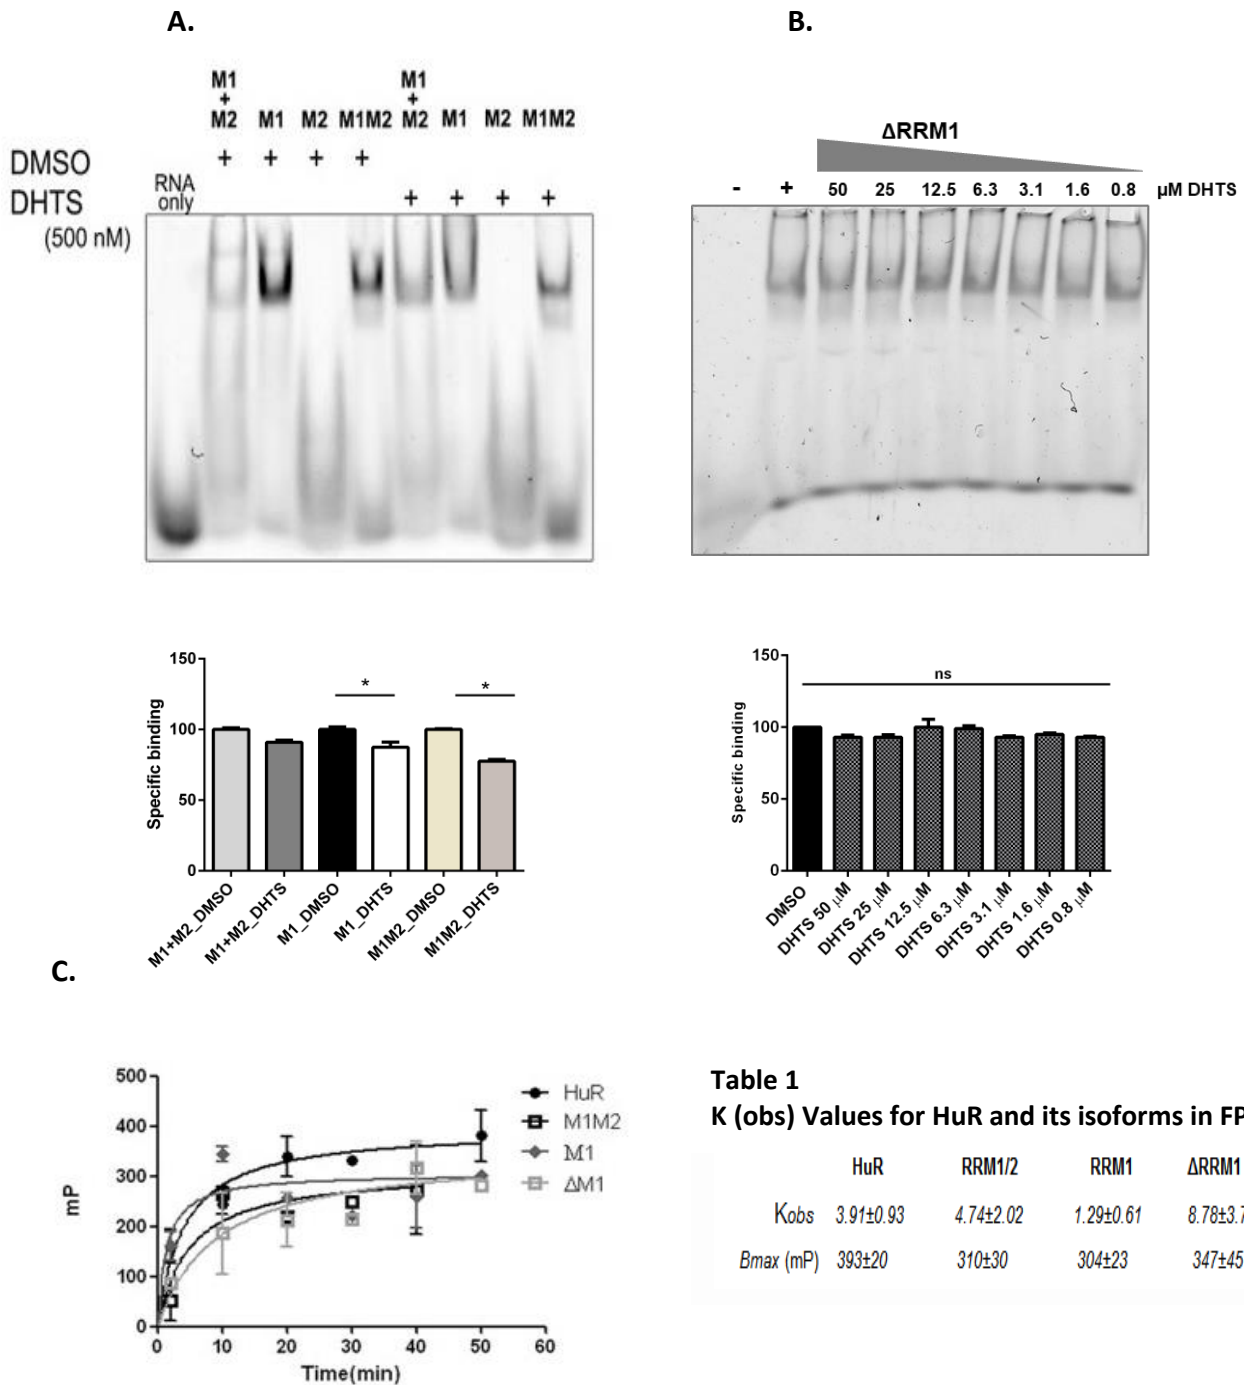 A.
M1
+
M2 M1 M2 M1M2
M1
+
M2 M1 M2 M1M2
DMSO + + + +
DHTS + + + +
(500 nM)
RNA
only
B.
ΔRRM1
- + 50 25 12.5 6.3 3.1 1.6 0.8 µM DHTS
150
100
50
0
Specific binding
* *
M1+M2_DMSO
M1+M2_DHTS
M1_DMSO
M1_DHTS
M1M2_DMSO
M1M2_DHTS
150
100
50
0
Specific binding
ns
DMSO
DHTS 50 µM
DHTS 25 µM
DHTS 12.5 µM
DHTS 6.3 µM
DHTS 3.1 µM
DHTS 1.6 µM
DHTS 0.8 µM
C.
500
400
300
200
100
0
mP
0 10 20 30 40 50 60
Time(min)
HuR
M1M2
M1
ΔM1
Table 1
K (obs) Values for HuR and its isoforms in FP
HuR RRM1/2 RRM1 ΔRRM1
Kobs 3.91±0.93 4.74±2.02 1.29±0.61 8.78±3.7
Bmax (mP) 393±20 310±30 304±23 347±45